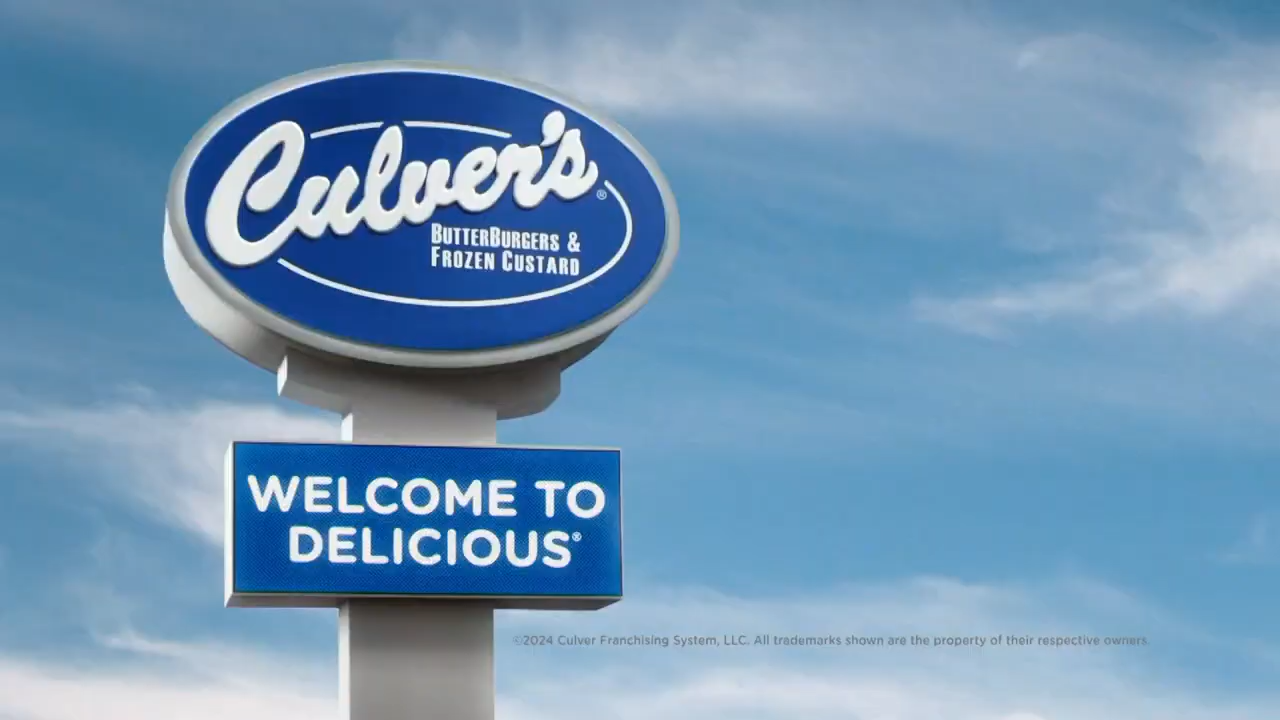 Culver's®
BUTTERBURGERS &
FROZEN CUSTARD
WELCOME TO
DELICIOUS®
©2024 Culver Franchising System, LLC. All trademarks shown are the property of their respective owners.